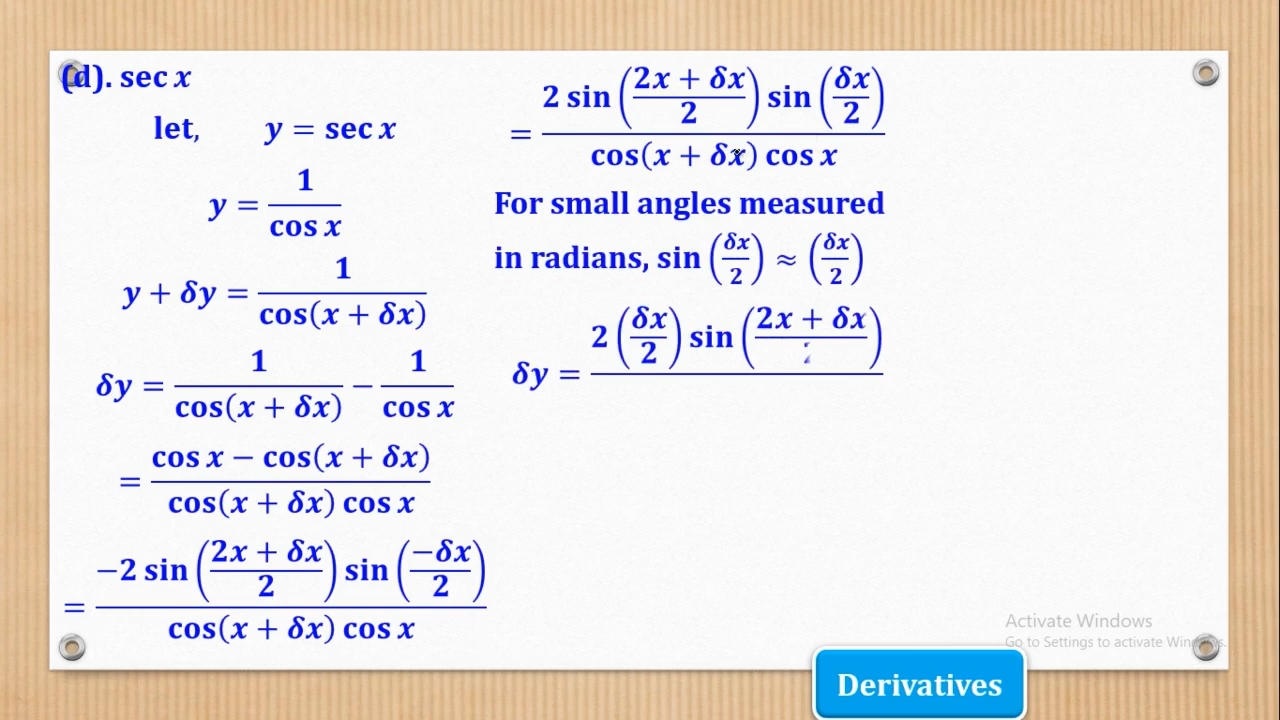 (d). sec x
let, y = sec x
y = 1/cos x
y + δy = 1/cos(x + δx)
δy = 1/cos(x + δx) − 1/cos x
= (cos x − cos(x + δx))/(cos(x + δx) cos x)
= (−2 sin((2x + δx)/2) sin(−δx/2))/(cos(x + δx) cos x)
= (2 sin((2x + δx)/2) sin(δx/2))/(cos(x + δx) cos x)
For small angles measured
in radians, sin(δx/2) ≈ (δx/2)
δy = 2(δx/2) sin((2x + δx)/
Activate Windows
Go to Settings to activate Windows.
Derivatives